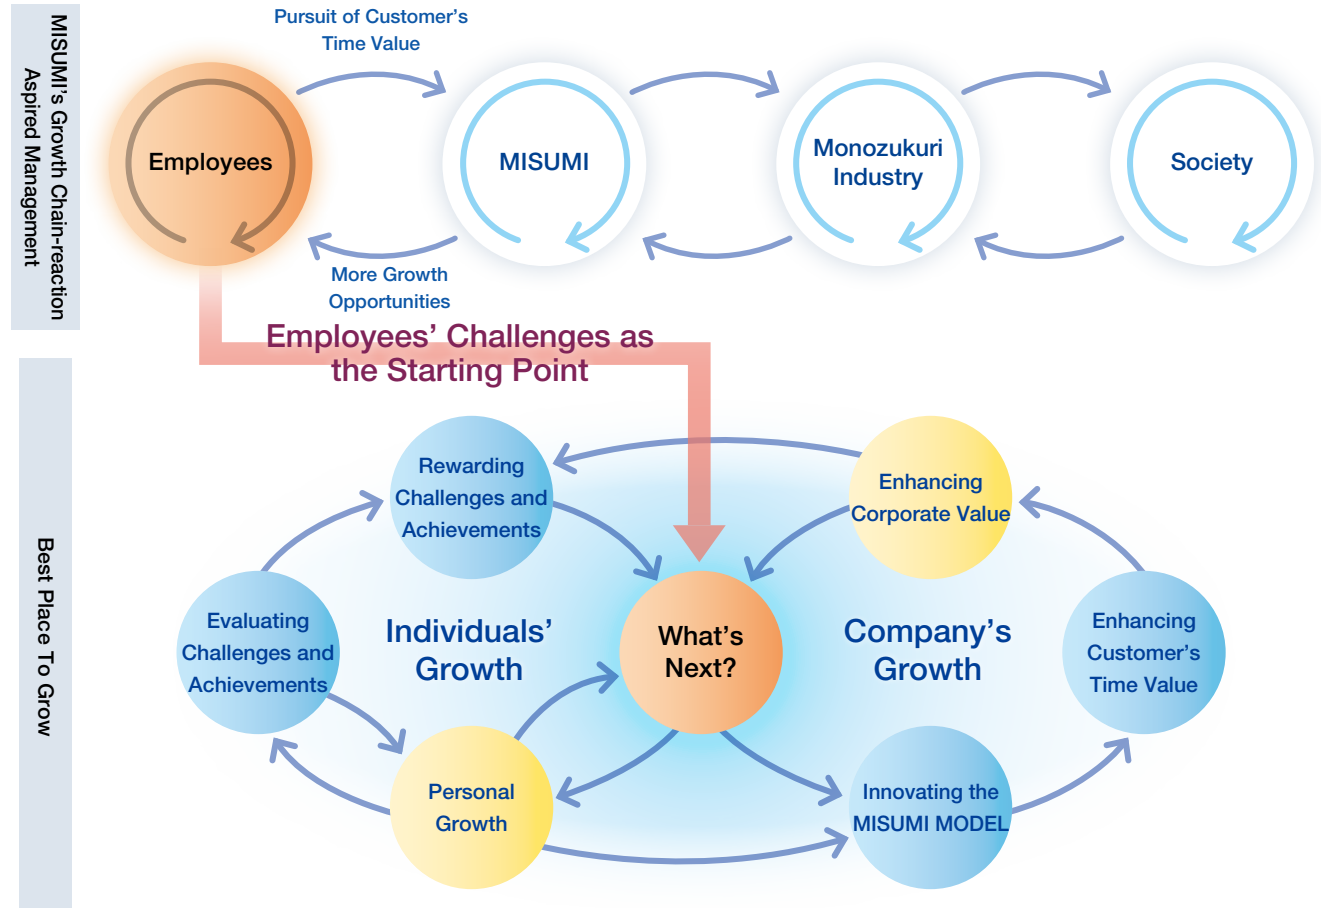 MISUMI's Growth Chain-reaction
Aspired Management
Pursuit of Customer's
Time Value
Employees
MISUMI
Monozukuri
Industry
Society
More Growth
Opportunities
Employees' Challenges as
the Starting Point
Best Place To Grow
Rewarding
Challenges and
Achievements
Enhancing
Corporate Value
Evaluating
Challenges and
Achievements
Individuals'
Growth
What's
Next?
Company's
Growth
Enhancing
Customer's
Time Value
Personal
Growth
Innovating the
MISUMI MODEL